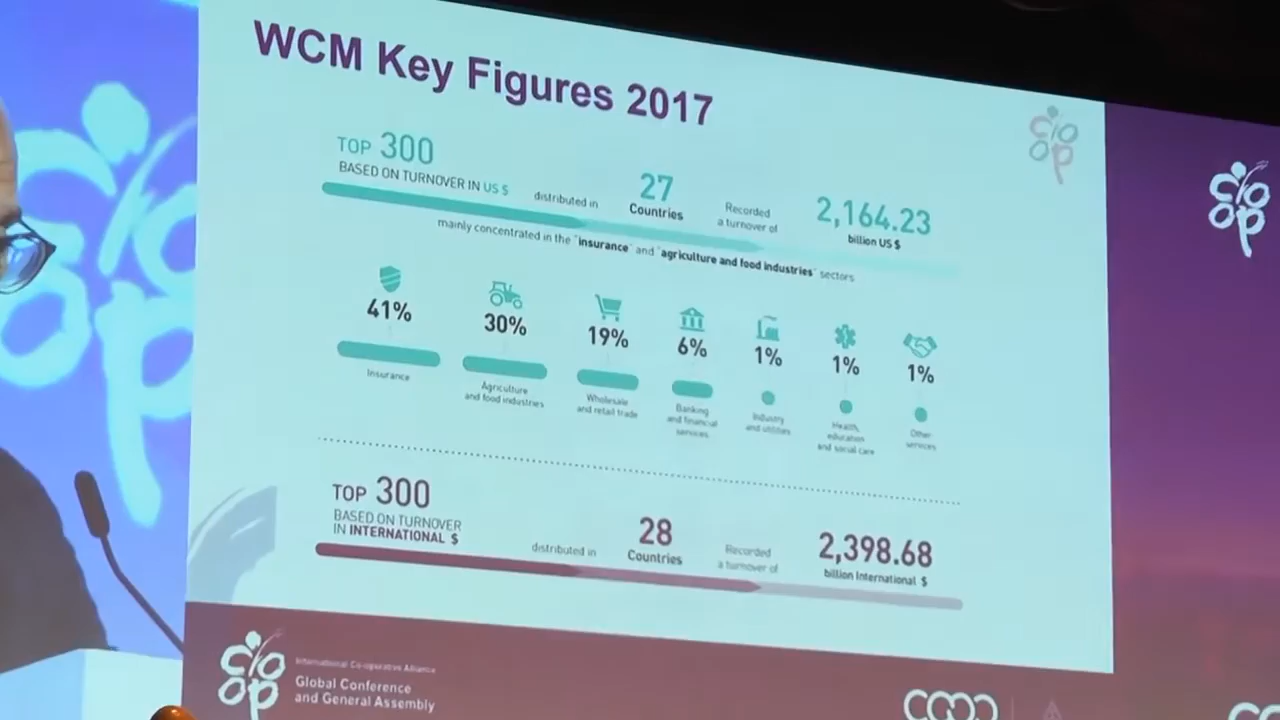 WCM Key Figures 2017
TOP 300
BASED ON TURNOVER IN US $
distributed in
27
Countries
Recorded
a turnover of
2,164.23
billion US $
mainly concentrated in the "insurance" and "agriculture and food industries" sectors
41%
Insurance
30%
Agriculture
and food industries
19%
Wholesale
and retail trade
6%
Banking
and financial
services
1%
Industry
and utilities
1%
Health,
education
and social care
1%
Other
services
TOP 300
BASED ON TURNOVER
IN INTERNATIONAL $
distributed in
28
Countries
Recorded
a turnover of
2,398.68
billion International $
coop
coop
coop
International Co-operative Alliance
Global Conference
and General Assembly
coop